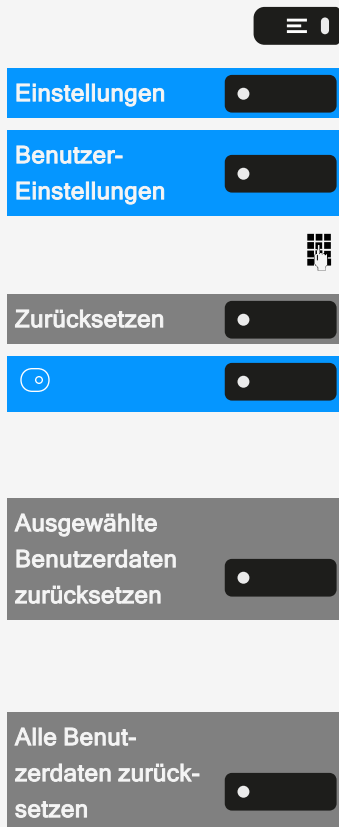 Einstellungen
Benutzer-
Einstellungen
Zurücksetzen
Ausgewählte
Benutzerdaten
zurücksetzen
Alle Benut-
zerdaten zurück-
setzen